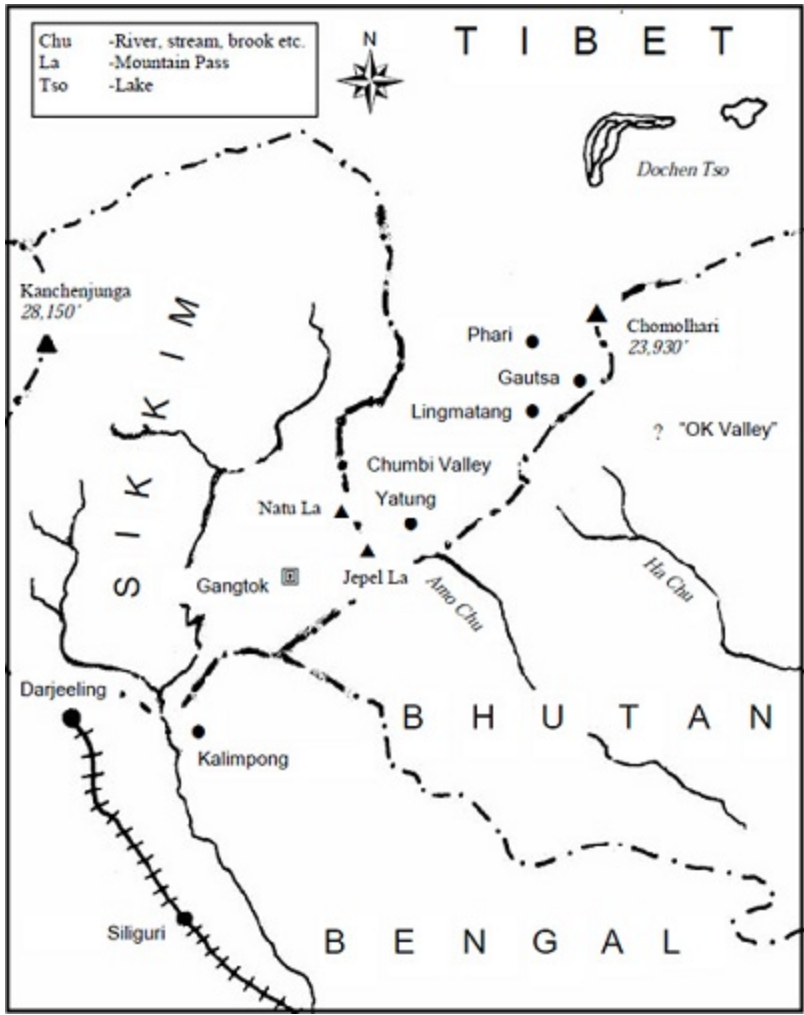 Chu -River, stream, brook etc.
La -Mountain Pass
Tso -Lake
N
T I B E T
Dochen Tso
Kanchenjunga
28,150'
S I K K I M
Phari
Chomolhari
23,930'
Gautsa
Lingmatang
? "OK Valley"
Chumbi Valley
Yatung
Natu La
Gangtok
Jepel La
Amo Chu
Ha Chu
Darjeeling
B H U T A N
Kalimpong
Siliguri
B E N G A L